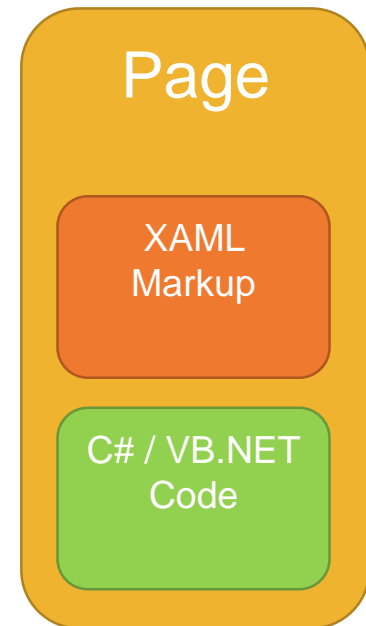 Page
XAML
Markup
C# / VB.NET
Code